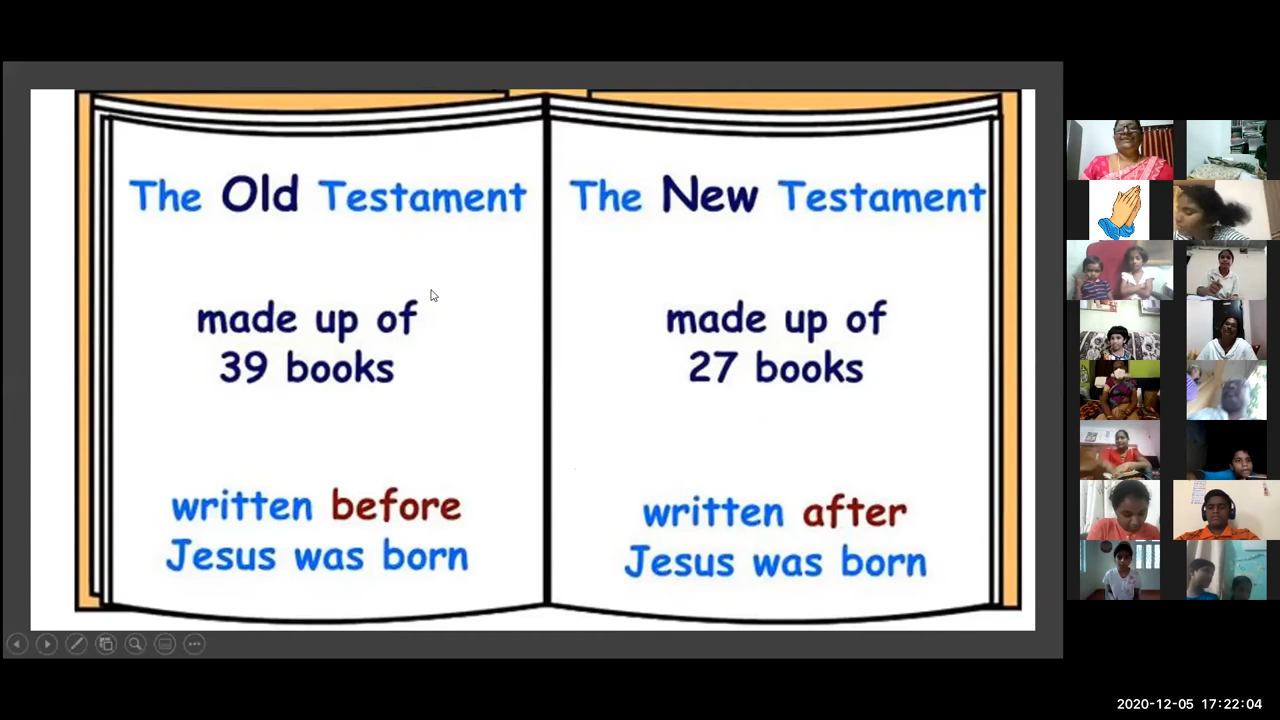 The Old Testament
made up of
39 books
written before
Jesus was born
The New Testament
made up of
27 books
written after
Jesus was born
2020-12-05 17:22:04